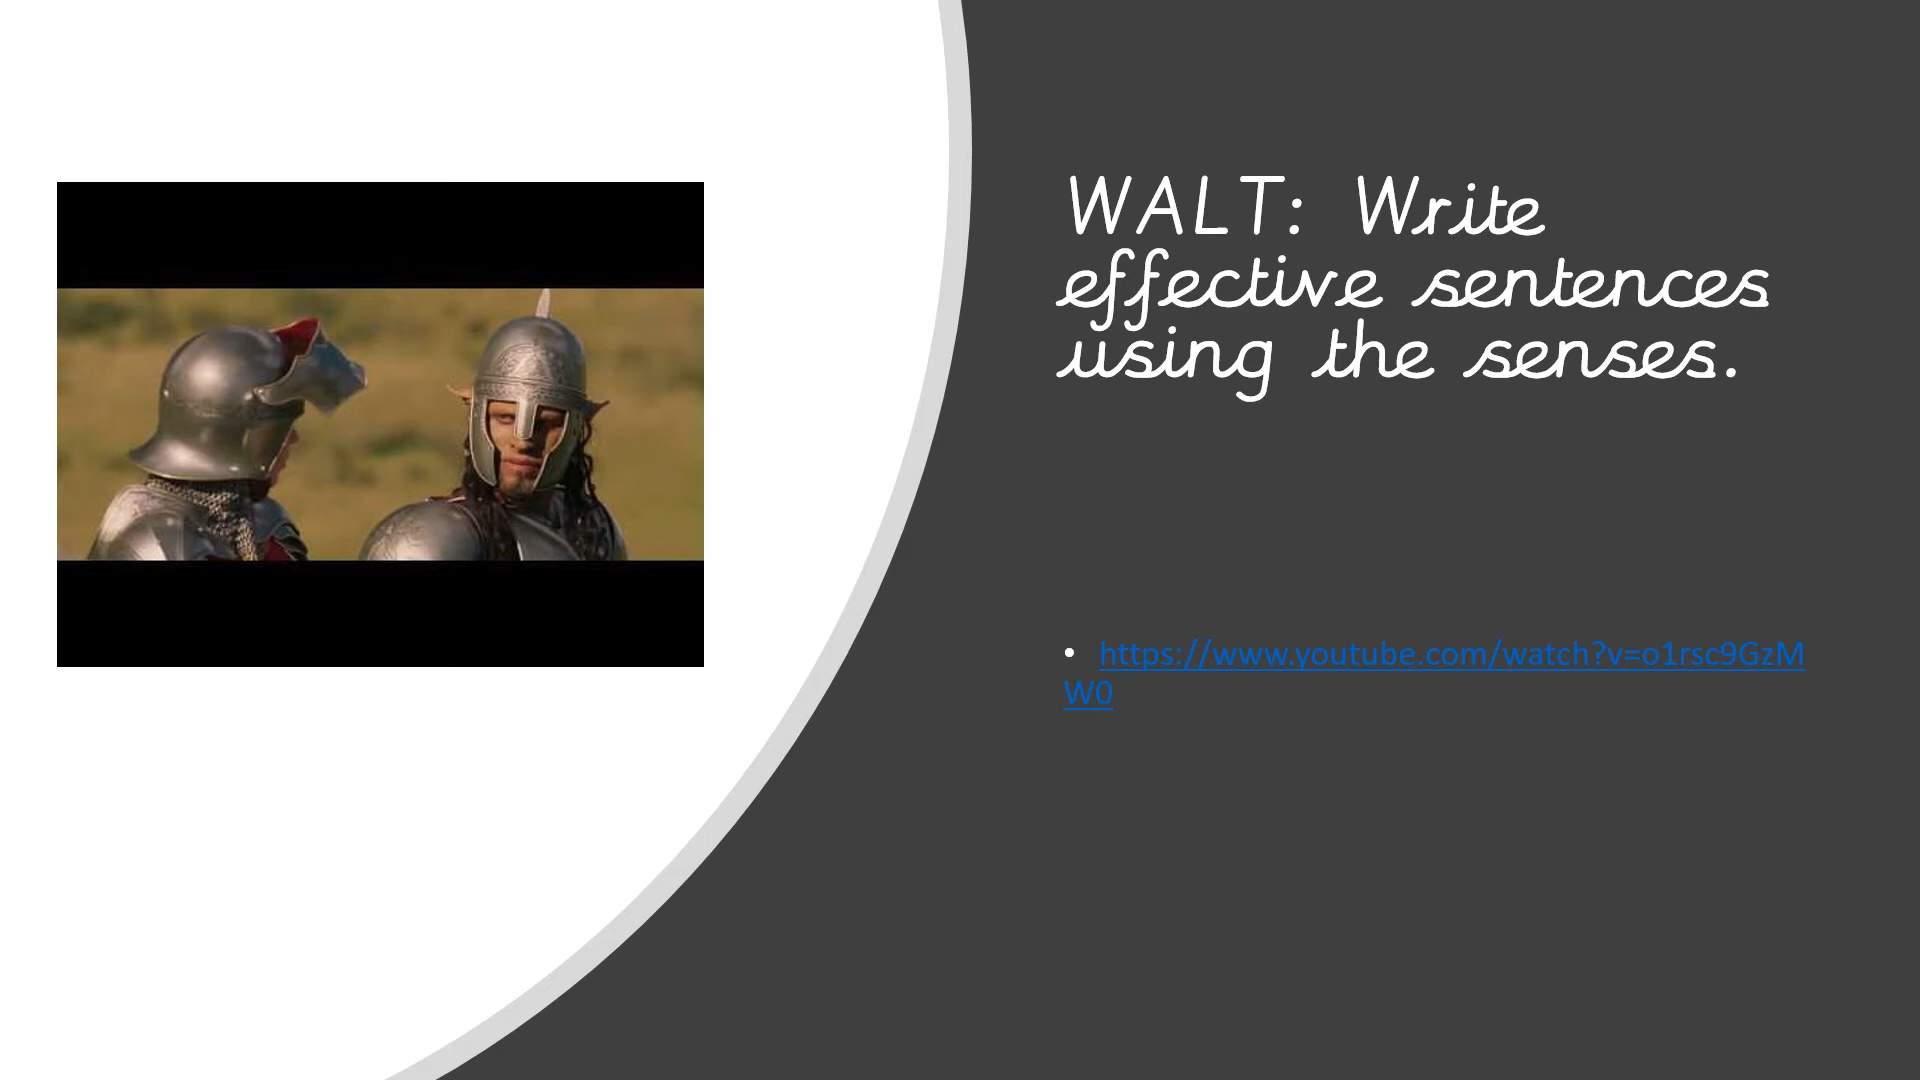 WALT: Write
effective sentences
using the senses.
• https://www.youtube.com/watch?v=o1rsc9GzM
W0